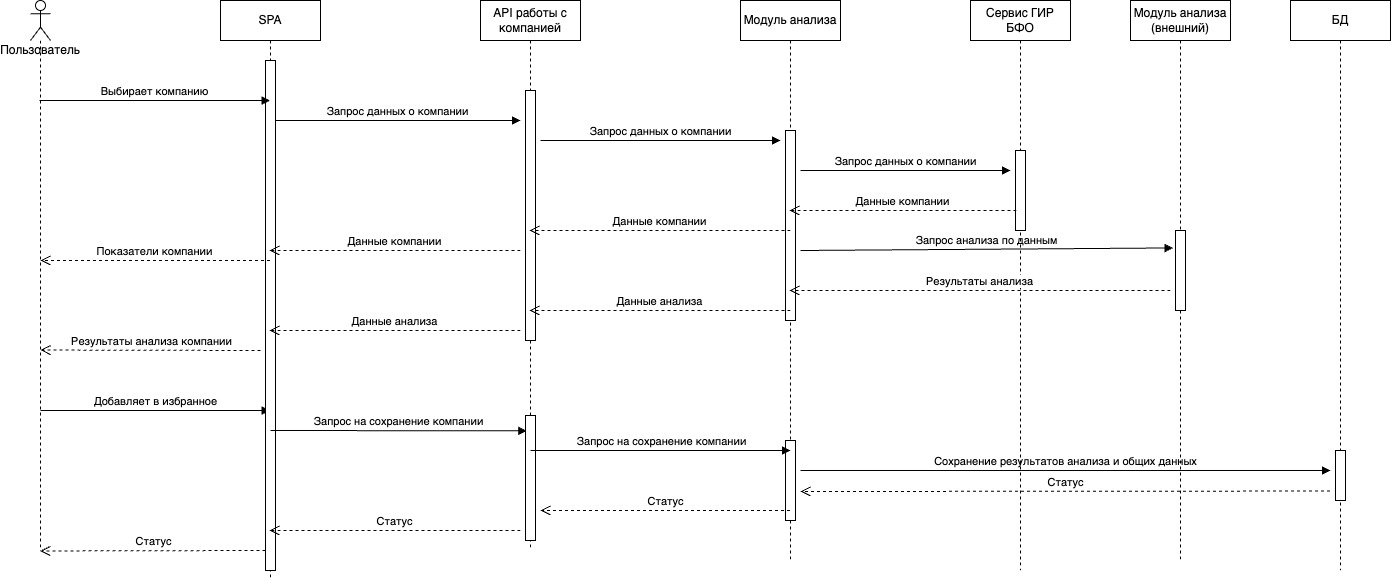 Пользователь
SPA
API работы с
компанией
Модуль анализа
Сервис ГИР
БФО
Модуль анализа
(внешний)
БД
Выбирает компанию
Запрос данных о компании
Запрос данных о компании
Запрос данных о компании
Данные компании
Данные компании
Данные компании
Показатели компании
Запрос анализа по данным
Результаты анализа
Данные анализа
Данные анализа
Результаты анализа компании
Добавляет в избранное
Запрос на сохранение компании
Запрос на сохранение компании
Сохранение результатов анализа и общих данных
Статус
Статус
Статус
Статус